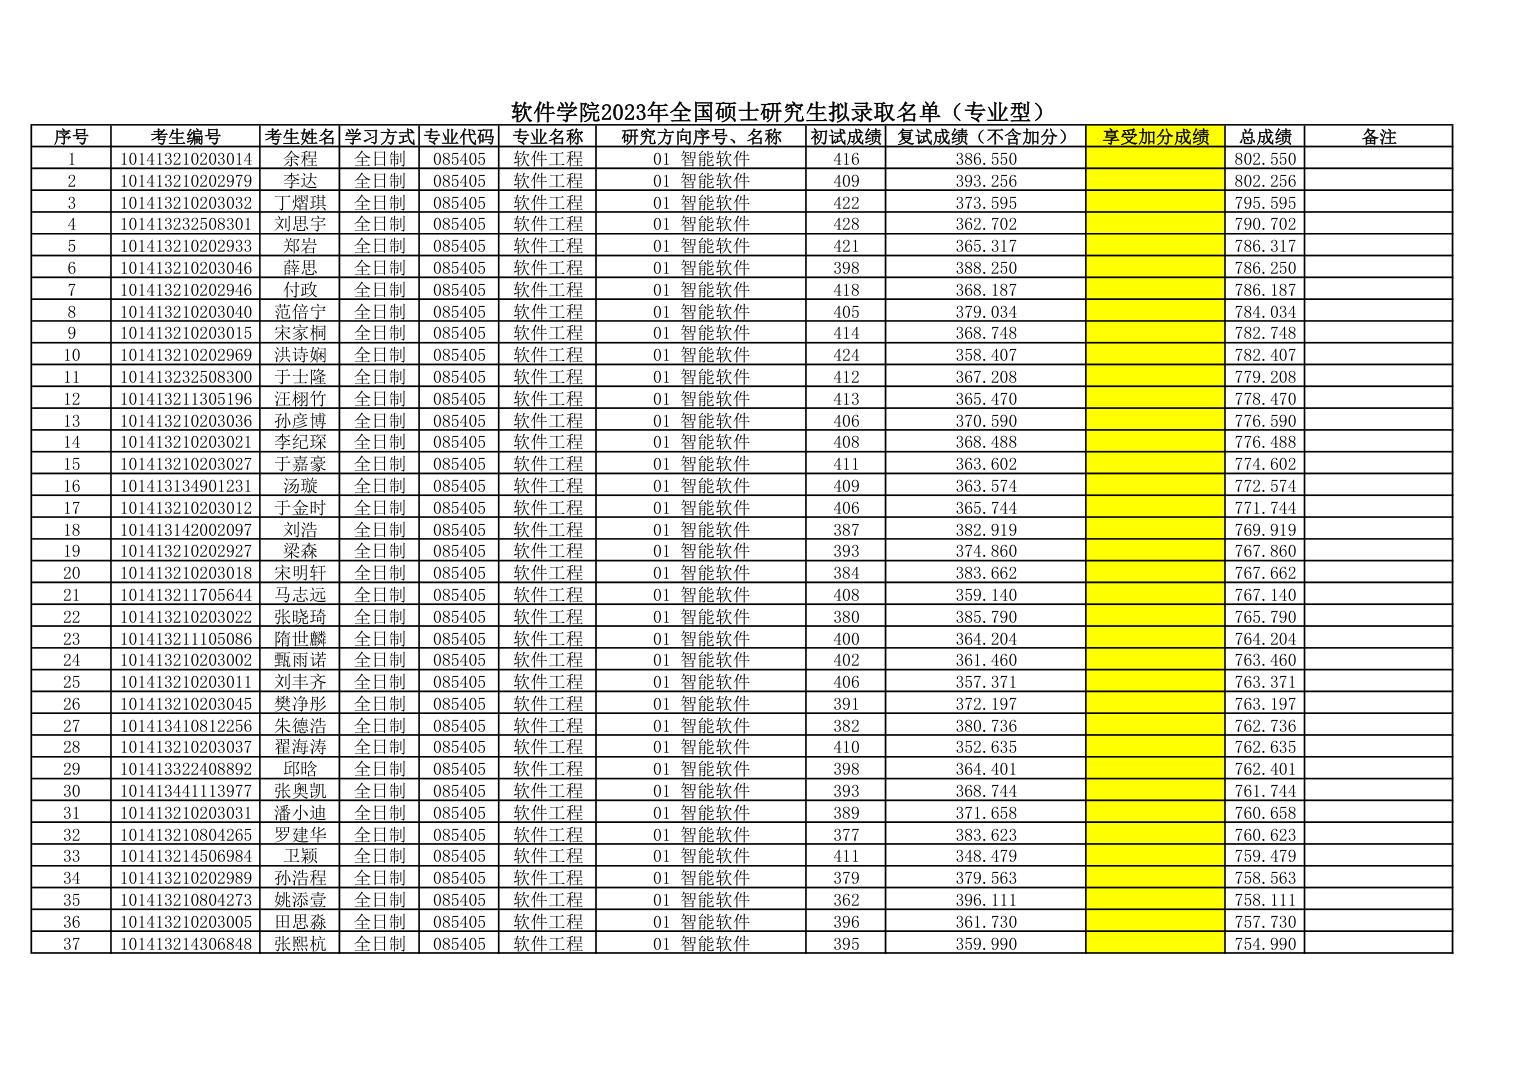 软件学院2023年全国硕士研究生拟录取名单（专业型）
序号 考生编号 考生姓名 学习方式 专业代码 专业名称 研究方向序号、名称 初试成绩 复试成绩（不含加分） 享受加分成绩 总成绩 备注
1 101413210203014 余程 全日制 085405 软件工程 01 智能软件 416 386.550 802.550
2 101413210202979 李达 全日制 085405 软件工程 01 智能软件 409 393.256 802.256
3 101413210203032 丁熠琪 全日制 085405 软件工程 01 智能软件 422 373.595 795.595
4 101413232508301 刘思宇 全日制 085405 软件工程 01 智能软件 428 362.702 790.702
5 101413210202933 郑岩 全日制 085405 软件工程 01 智能软件 421 365.317 786.317
6 101413210203046 薛思 全日制 085405 软件工程 01 智能软件 398 388.250 786.250
7 101413210202946 付政 全日制 085405 软件工程 01 智能软件 418 368.187 786.187
8 101413210203040 范倍宁 全日制 085405 软件工程 01 智能软件 405 379.034 784.034
9 101413210203015 宋家桐 全日制 085405 软件工程 01 智能软件 414 368.748 782.748
10 101413210202969 洪诗娴 全日制 085405 软件工程 01 智能软件 424 358.407 782.407
11 101413232508300 于士隆 全日制 085405 软件工程 01 智能软件 412 367.208 779.208
12 101413211305196 汪栩竹 全日制 085405 软件工程 01 智能软件 413 365.470 778.470
13 101413210203036 孙彦博 全日制 085405 软件工程 01 智能软件 406 370.590 776.590
14 101413210203021 李纪琛 全日制 085405 软件工程 01 智能软件 408 368.488 776.488
15 101413210203027 于嘉豪 全日制 085405 软件工程 01 智能软件 411 363.602 774.602
16 101413134901231 汤璇 全日制 085405 软件工程 01 智能软件 409 363.574 772.574
17 101413210203012 于金时 全日制 085405 软件工程 01 智能软件 406 365.744 771.744
18 101413142002097 刘浩 全日制 085405 软件工程 01 智能软件 387 382.919 769.919
19 101413210202927 梁森 全日制 085405 软件工程 01 智能软件 393 374.860 767.860
20 101413210203018 宋明轩 全日制 085405 软件工程 01 智能软件 384 383.662 767.662
21 101413211705644 马志远 全日制 085405 软件工程 01 智能软件 408 359.140 767.140
22 101413210203022 张晓琦 全日制 085405 软件工程 01 智能软件 380 385.790 765.790
23 101413211105086 隋世麟 全日制 085405 软件工程 01 智能软件 400 364.204 764.204
24 101413210203002 甄雨诺 全日制 085405 软件工程 01 智能软件 402 361.460 763.460
25 101413210203011 刘丰齐 全日制 085405 软件工程 01 智能软件 406 357.371 763.371
26 101413210203045 樊净彤 全日制 085405 软件工程 01 智能软件 391 372.197 763.197
27 101413410812256 朱德浩 全日制 085405 软件工程 01 智能软件 382 380.736 762.736
28 101413210203037 翟海涛 全日制 085405 软件工程 01 智能软件 410 352.635 762.635
29 101413322408892 邱晗 全日制 085405 软件工程 01 智能软件 398 364.401 762.401
30 101413441113977 张奥凯 全日制 085405 软件工程 01 智能软件 393 368.744 761.744
31 101413210203031 潘小迪 全日制 085405 软件工程 01 智能软件 389 371.658 760.658
32 101413210804265 罗建华 全日制 085405 软件工程 01 智能软件 377 383.623 760.623
33 101413214506984 卫颖 全日制 085405 软件工程 01 智能软件 411 348.479 759.479
34 101413210202989 孙浩程 全日制 085405 软件工程 01 智能软件 379 379.563 758.563
35 101413210804273 姚添壹 全日制 085405 软件工程 01 智能软件 362 396.111 758.111
36 101413210203005 田思淼 全日制 085405 软件工程 01 智能软件 396 361.730 757.730
37 101413214306848 张熙杭 全日制 085405 软件工程 01 智能软件 395 359.990 754.990